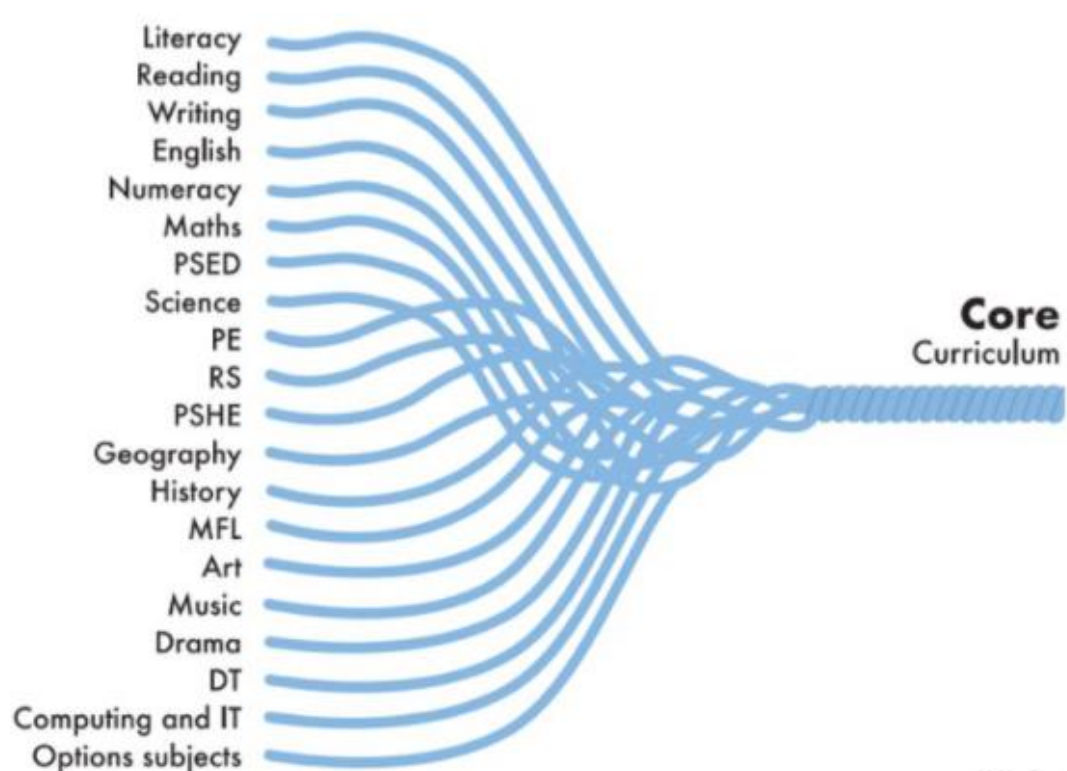 Literacy
Reading
Writing
English
Numeracy
Maths
PSED
Science
PE
RS
PSHE
Geography
History
MFL
Art
Music
Drama
DT
Computing and IT
Options subjects
Core
Curriculum